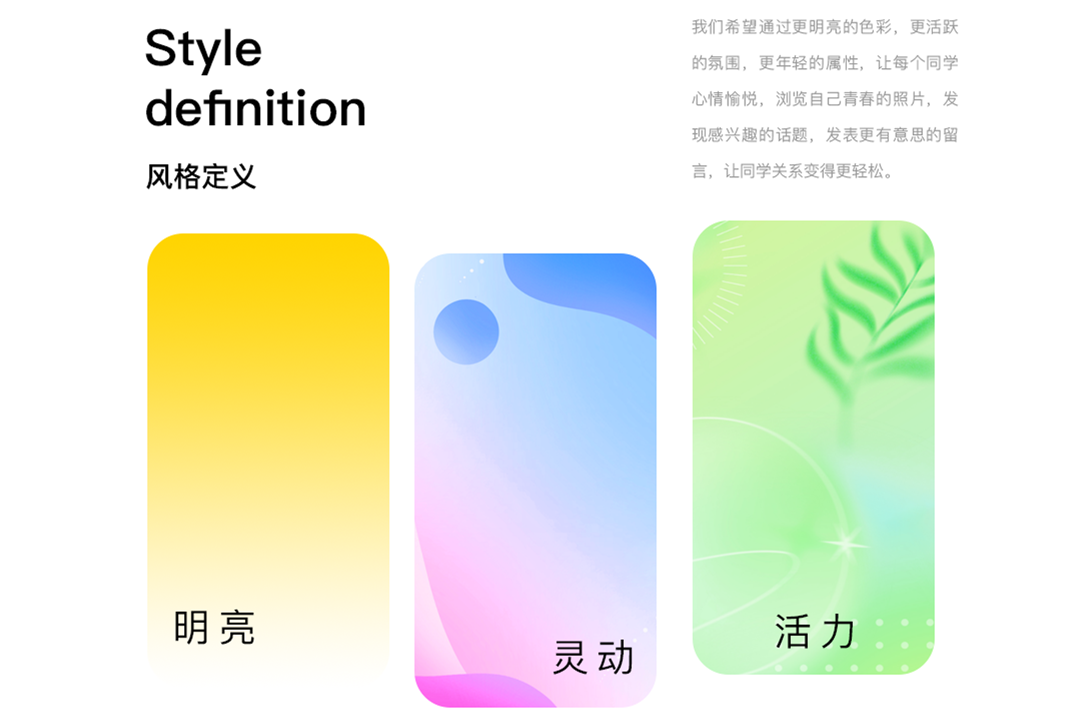 Style
definition
风格定义
我们希望通过更明亮的色彩，更活跃
的氛围，更年轻的属性，让每个同学
心情愉悦，浏览自己青春的照片，发
现感兴趣的话题，发表更有意思的留
言，让同学关系变得更轻松。
明亮
灵动
活力